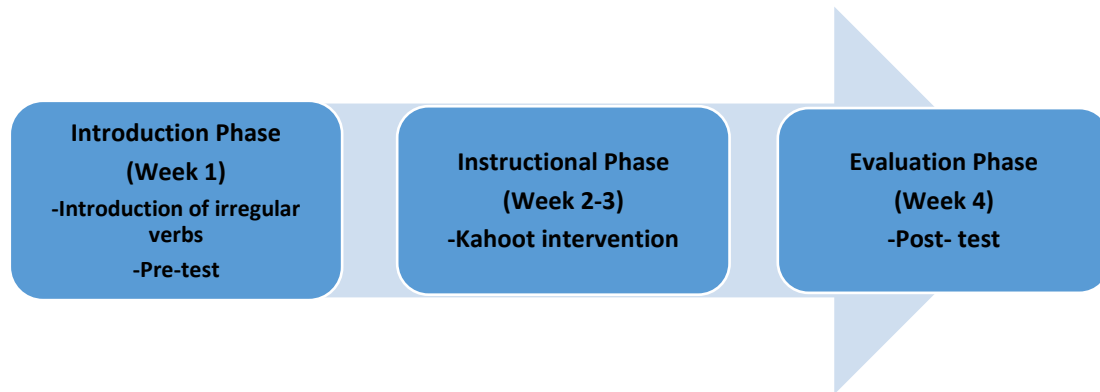 Introduction Phase
(Week 1)
-Introduction of irregular
verbs
-Pre-test
Instructional Phase
(Week 2-3)
-Kahoot intervention
Evaluation Phase
(Week 4)
-Post- test